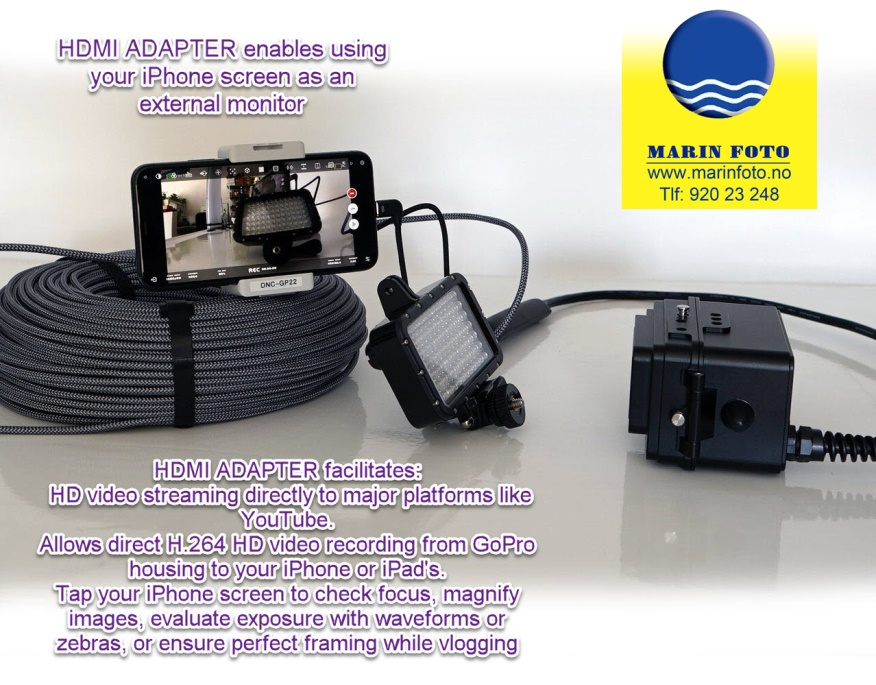 HDMI ADAPTER enables using
your iPhone screen as an
external monitor
MARIN FOTO
www.marinfoto.no
Tlf: 920 23 248
REC
DNC-GP22
HDMI ADAPTER facilitates:
HD video streaming directly to major platforms like
YouTube.
Allows direct H.264 HD video recording from GoPro
housing to your iPhone or iPad's.
Tap your iPhone screen to check focus, magnify
images, evaluate exposure with waveforms or
zebras, or ensure perfect framing while vlogging